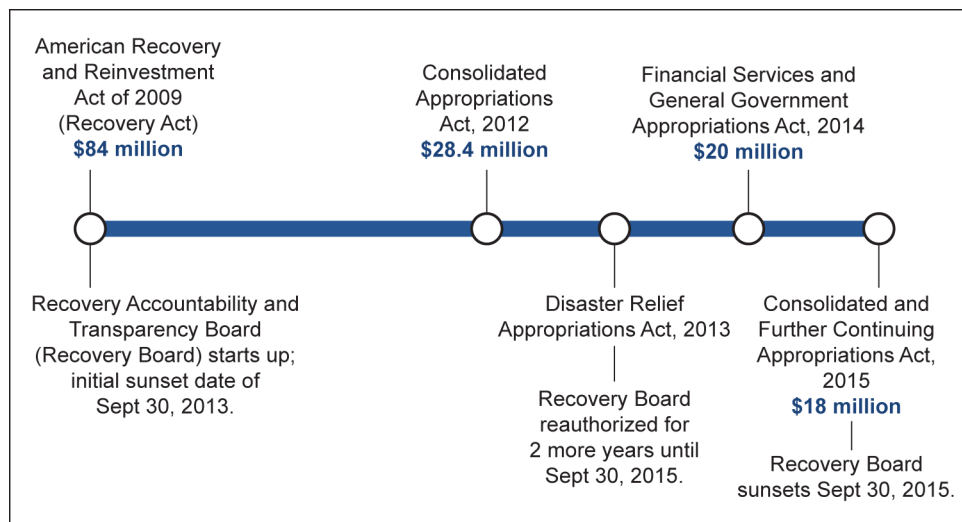 American Recovery
and Reinvestment
Act of 2009
(Recovery Act)
$84 million
Consolidated
Appropriations
Act, 2012
$28.4 million
Financial Services and
General Government
Appropriations Act, 2014
$20 million
Recovery Accountability and
Transparency Board
(Recovery Board) starts up;
initial sunset date of
Sept 30, 2013.
Disaster Relief
Appropriations Act, 2013
Recovery Board
reauthorized for
2 more years until
Sept 30, 2015.
Consolidated and
Further Continuing
Appropriations Act,
2015
$18 million
Recovery Board
sunsets Sept 30, 2015.